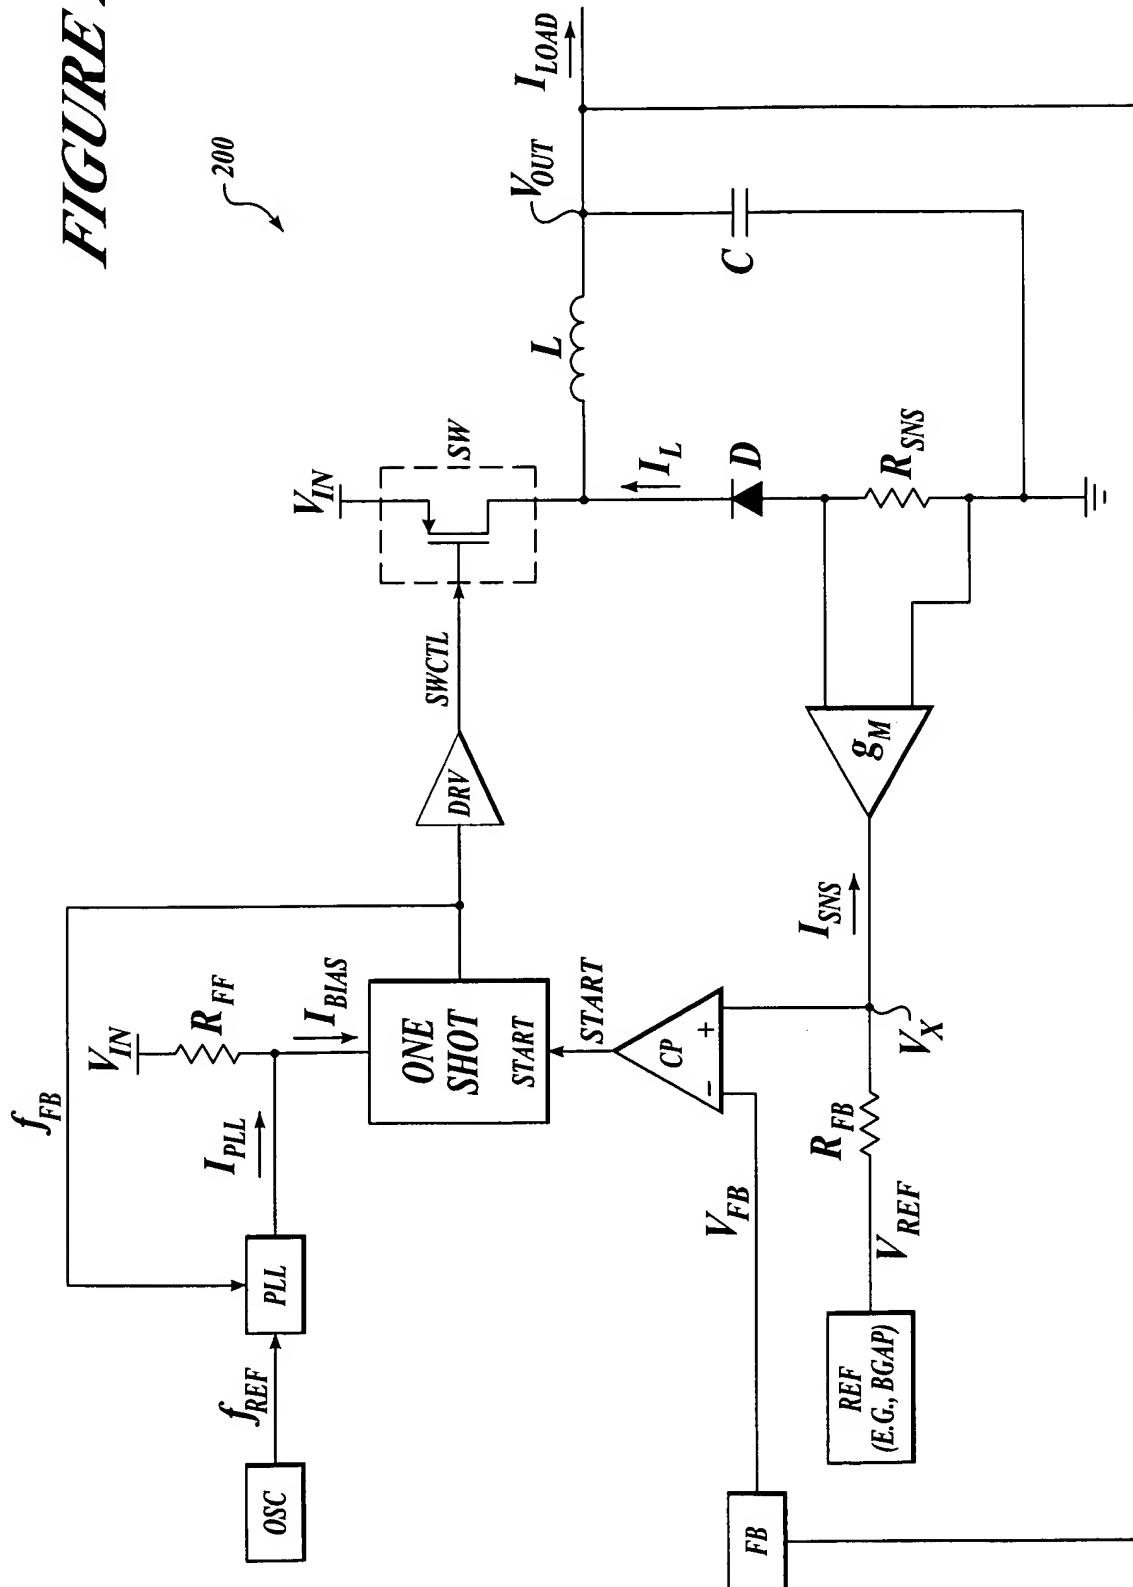 FIGURE
200
I_LOAD
V_OUT
C
L
V_IN
SW
SWCTL
DRV
I_L
D
R_SNS
g_M
I_SNS
f_FB
V_IN
R_FF
I_BIAS
I_PLL
ONE
SHOT
START
START
CP
+
−
V_X
R_FB
V_FB
V_REF
PLL
f_REF
OSC
REF
(E.G., BGAP)
FB